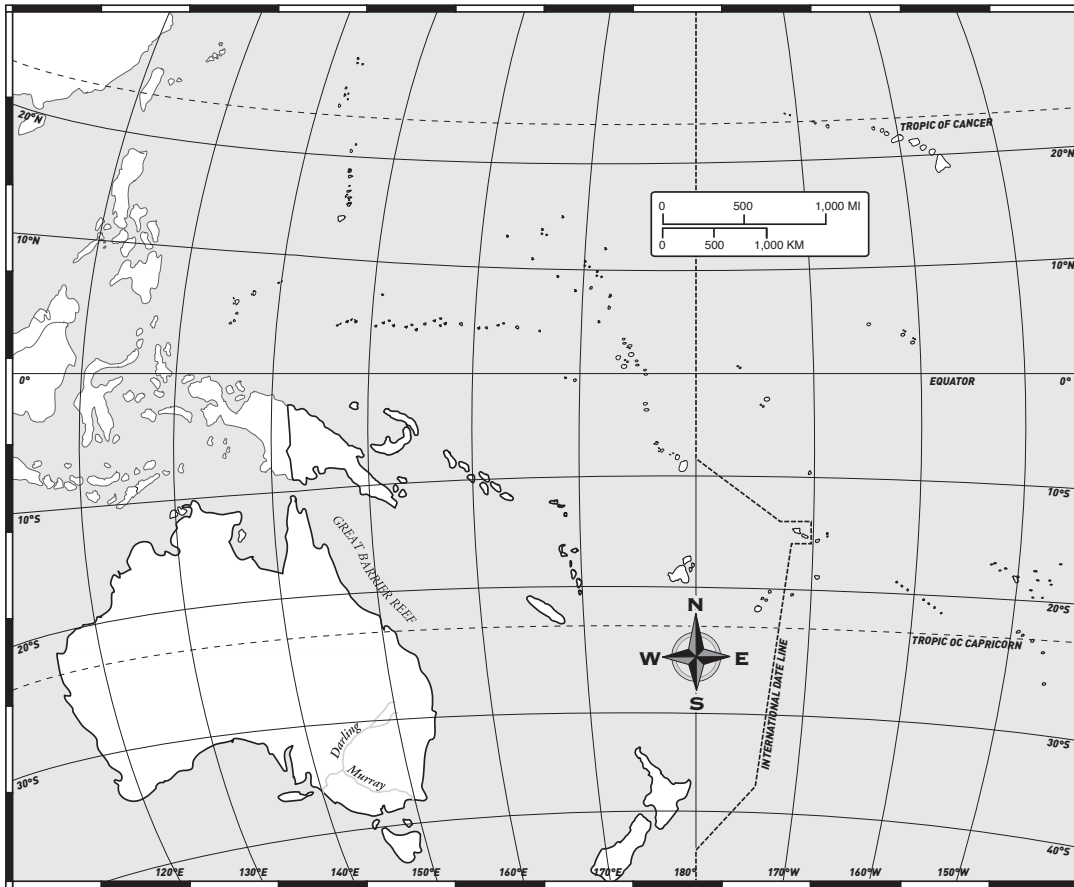 20°N
TROPIC OF CANCER
20°N
0 500 1,000 MI
0 500 1,000 KM
10°N
10°N
0°
EQUATOR
0°
10°S
10°S
GREAT BARRIER REEF
20°S
20°S
N
W E
S
TROPIC OC CAPRICORN
INTERNATIONAL DATE LINE
Darling
Murray
30°S
30°S
40°S
120°E 130°E 140°E 150°E 160°E 170°E 180° 170°W 160°W 150°W